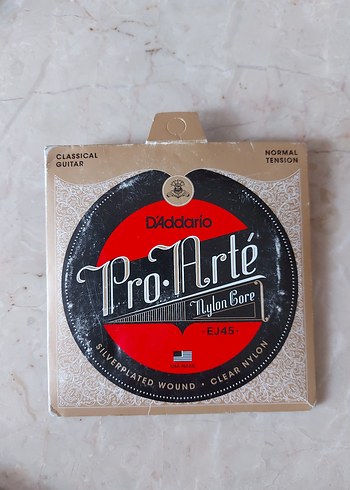 CLASSICAL
GUITAR
NORMAL
TENSION
D'Addario
Pro·Arté
Nylon Core
·EJ45·
SILVERPLATED WOUND · CLEAR NYLON